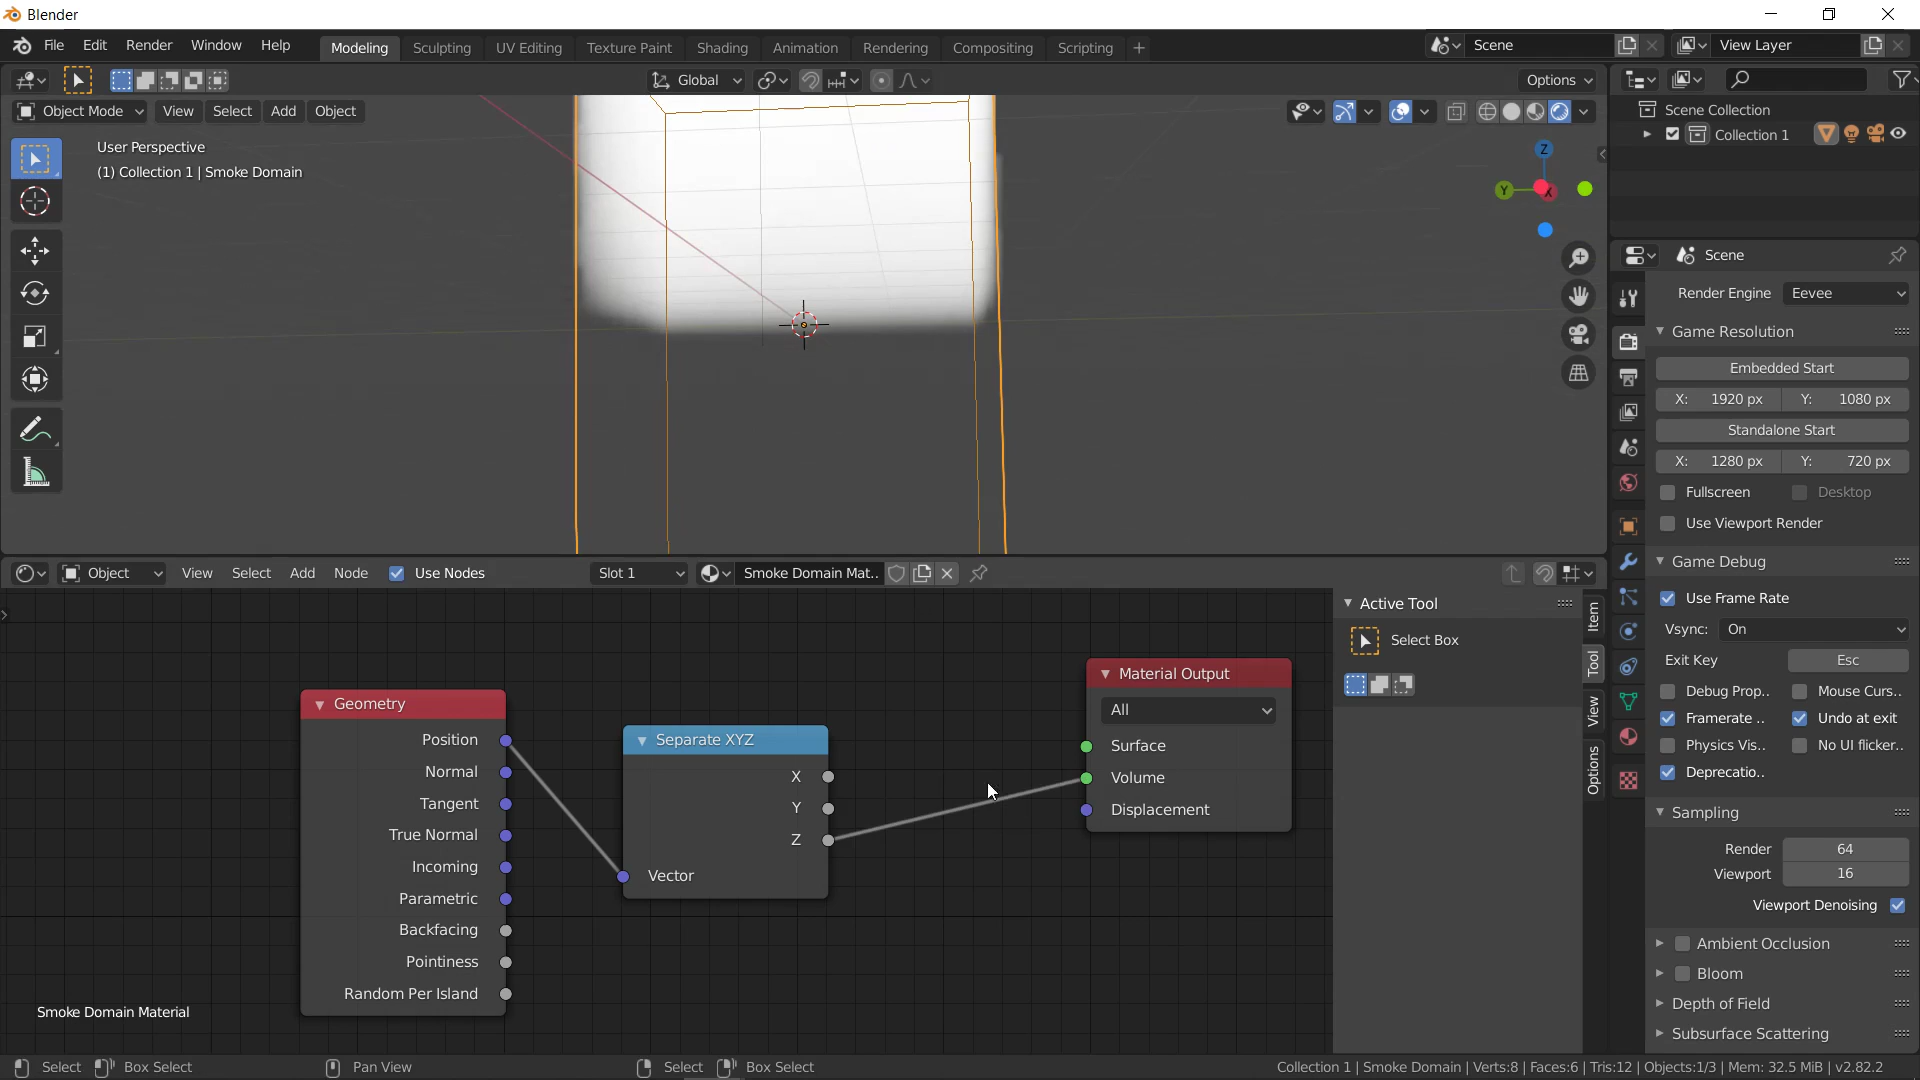 Blender
File Edit Render Window Help Modeling Sculpting UV Editing Texture Paint Shading Animation Rendering Compositing Scripting + Scene View Layer
Global Options
Object Mode View Select Add Object
Scene Collection
Collection 1
User Perspective
(1) Collection 1 | Smoke Domain
Z
Y X
Scene
Render Engine Eevee
Game Resolution
Embedded Start
X: 1920 px Y: 1080 px
Standalone Start
X: 1280 px Y: 720 px
Fullscreen Desktop
Use Viewport Render
Game Debug
Use Frame Rate
Vsync: On
Exit Key Esc
Debug Prop.. Mouse Curs..
Framerate .. Undo at exit
Physics Vis.. No UI flicker..
Deprecatio..
Sampling
Render 64
Viewport 16
Viewport Denoising
Ambient Occlusion
Bloom
Depth of Field
Subsurface Scattering
Object View Select Add Node Use Nodes Slot 1 Smoke Domain Mat..
Active Tool
Select Box
Item
Tool
View
Options
Geometry
Position
Normal
Tangent
True Normal
Incoming
Parametric
Backfacing
Pointiness
Random Per Island
Separate XYZ
X
Y
Z
Vector
Material Output
All
Surface
Volume
Displacement
Smoke Domain Material
Select Box Select Pan View Select Box Select Collection 1 | Smoke Domain | Verts:8 | Faces:6 | Tris:12 | Objects:1/3 | Mem: 32.5 MiB | v2.82.2